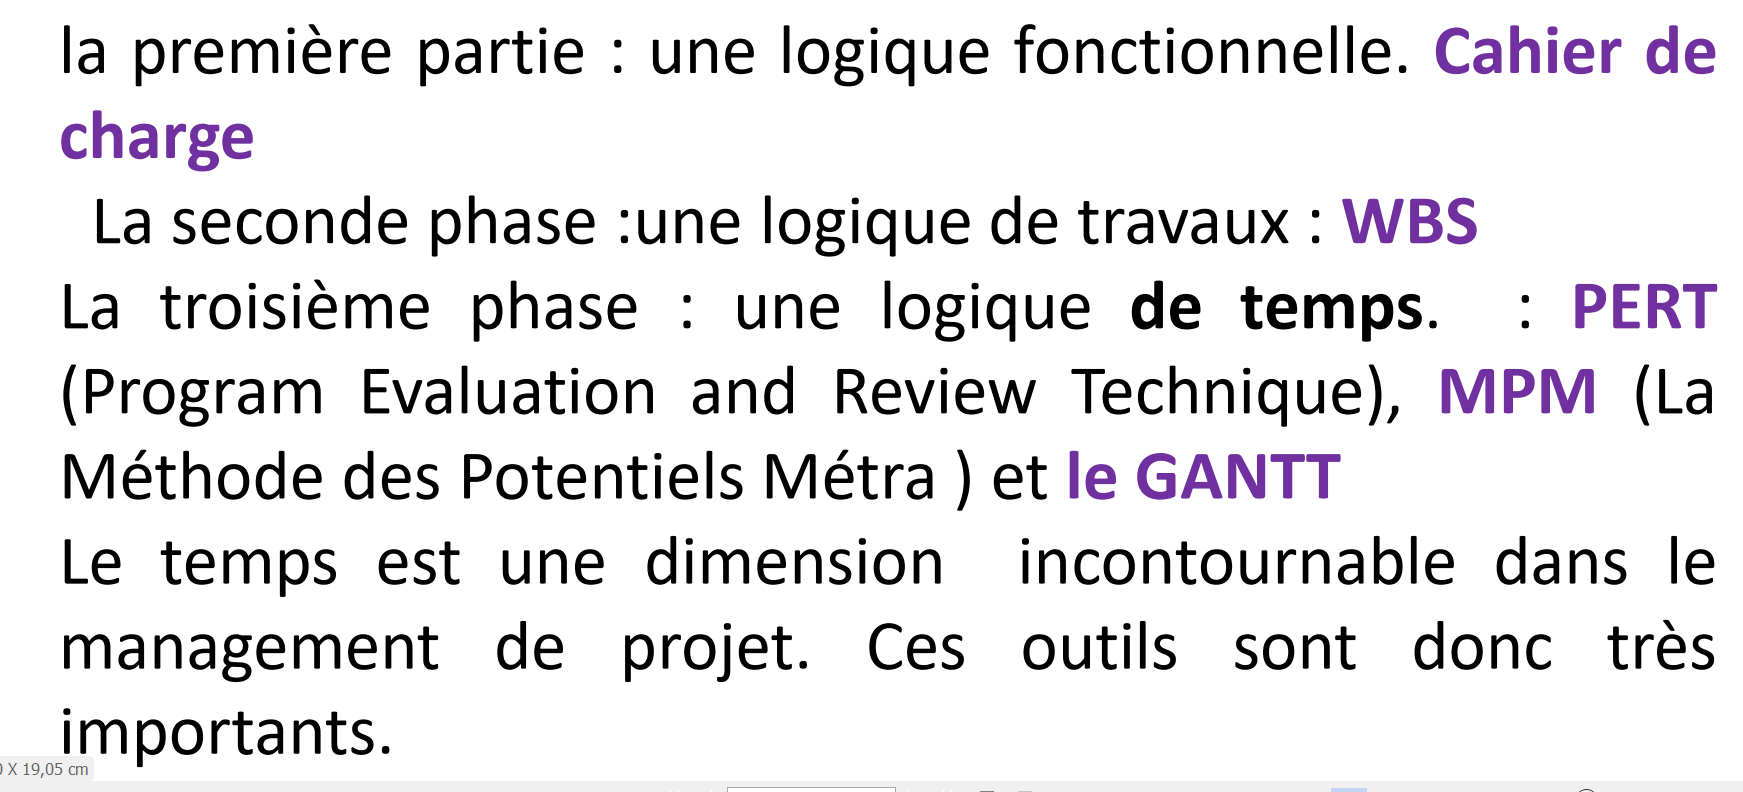 la première partie : une logique fonctionnelle. Cahier de
charge
La seconde phase :une logique de travaux : WBS
La troisième phase : une logique de temps. : PERT
(Program Evaluation and Review Technique), MPM (La
Méthode des Potentiels Métra ) et le GANTT
Le temps est une dimension incontournable dans le
management de projet. Ces outils sont donc très
importants.
X 19,05 cm